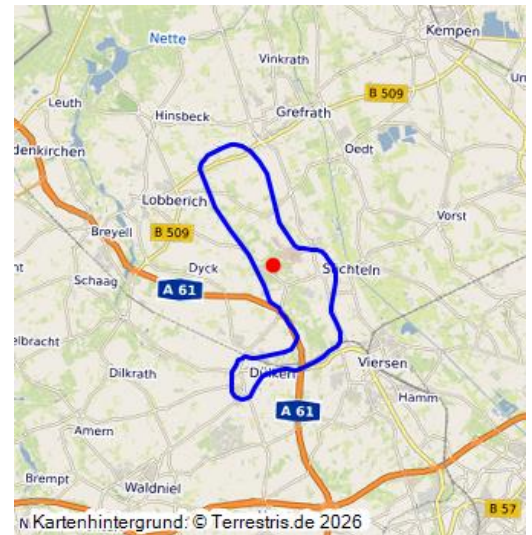 Kempen
Nette
Vinkrath
Leuth
B 509
Hinsbeck
Grefrath
denkirchen
Oedt
Lobberich
Vorst
Breyell
B 509
Dyck
Süchteln
Schaag
A 61
elbracht
Viersen
Dilkrath
Dülken
Hamm
A 61
Amern
Brempt
Waldniel
B 57
Kartenhintergrund: © Terrestris.de 2026